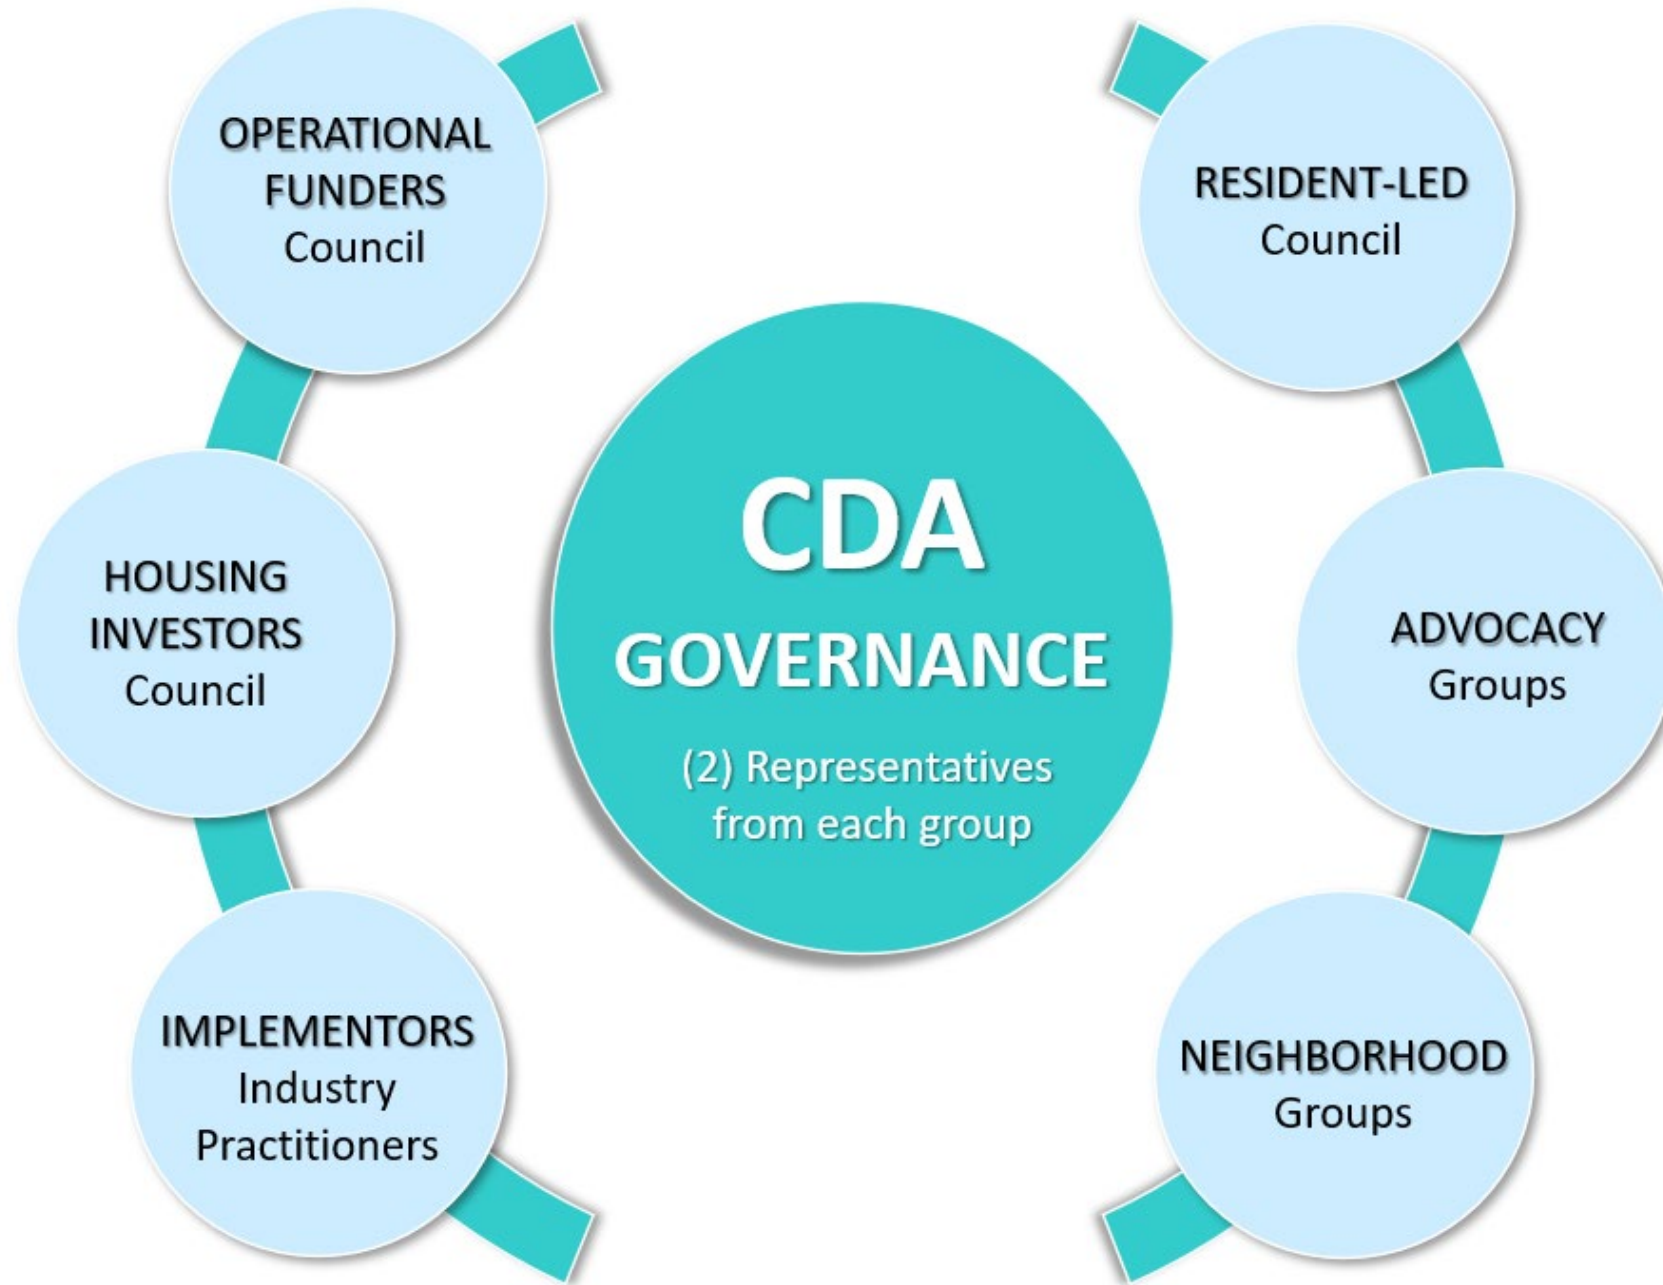 OPERATIONAL
FUNDERS
Council
HOUSING
INVESTORS
Council
IMPLEMENTORS
Industry
Practitioners
CDA
GOVERNANCE
(2) Representatives
from each group
RESIDENT-LED
Council
ADVOCACY
Groups
NEIGHBORHOOD
Groups